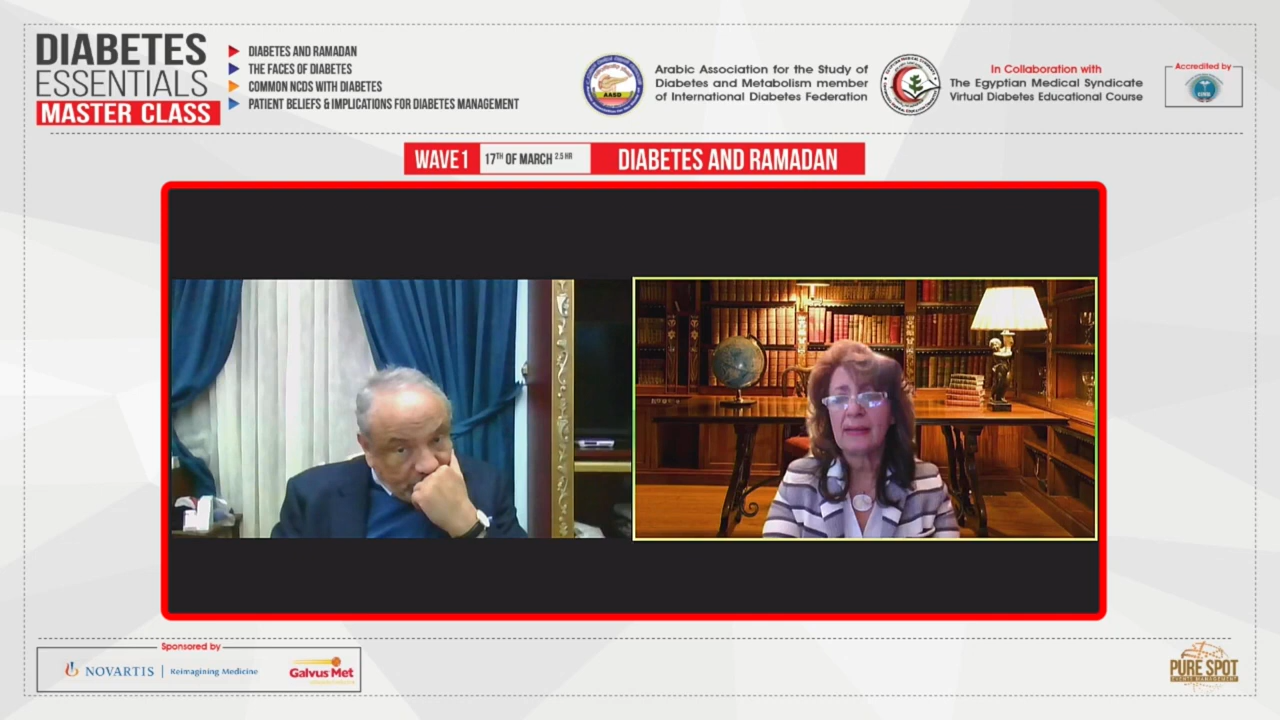 DIABETES
ESSENTIALS
MASTER CLASS
DIABETES AND RAMADAN
THE FACES OF DIABETES
COMMON NCDS WITH DIABETES
PATIENT BELIEFS & IMPLICATIONS FOR DIABETES MANAGEMENT
AASD
Arabic Association for the Study of
Diabetes and Metabolism member
of International Diabetes Federation
In Collaboration with
The Egyptian Medical Syndicate
Virtual Diabetes Educational Course
Accredited by
WAVE1
17TH OF MARCH 2.5 HR
DIABETES AND RAMADAN
Sponsored by
NOVARTIS | Reimagining Medicine
Galvus Met
PURE SPOT
EVENTS MANAGEMENT